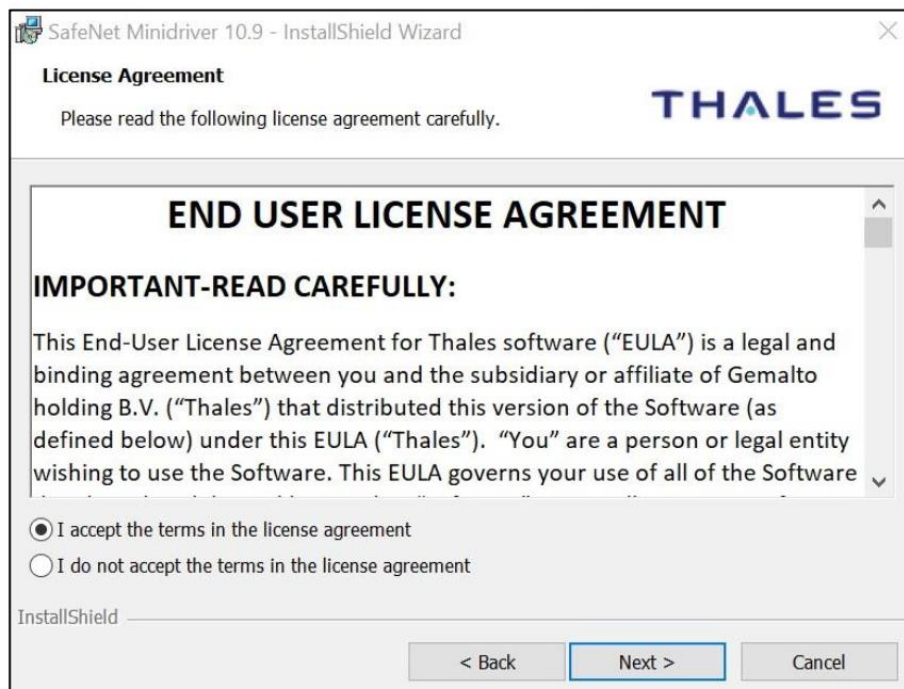 SafeNet Minidriver 10.9 - InstallShield Wizard
License Agreement
Please read the following license agreement carefully.
THALES
END USER LICENSE AGREEMENT
IMPORTANT-READ CAREFULLY:
This End-User License Agreement for Thales software (“EULA”) is a legal and
binding agreement between you and the subsidiary or affiliate of Gemalto
holding B.V. (“Thales”) that distributed this version of the Software (as
defined below) under this EULA (“Thales”).  “You” are a person or legal entity
wishing to use the Software. This EULA governs your use of all of the Software
I accept the terms in the license agreement
I do not accept the terms in the license agreement
InstallShield
< Back
Next >
Cancel